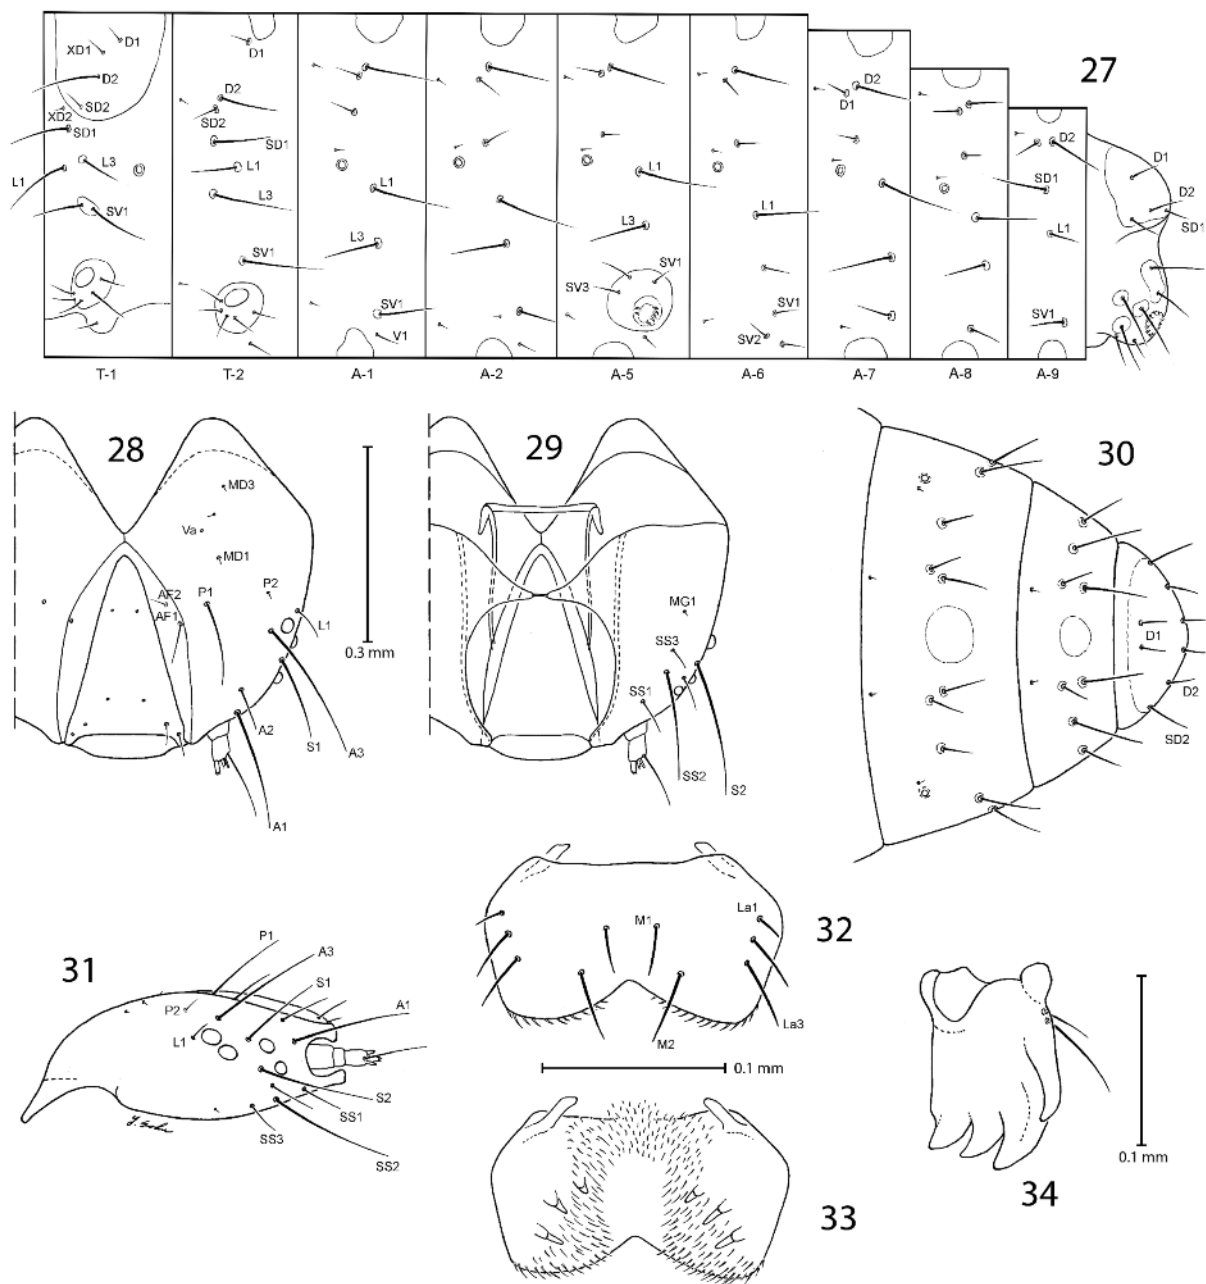 27
XD1 D1 D1 D2 D1 D2
D2 D2 D1 D1
SD2 XD2 SD2 D2
SD1 SD1 SD1 SD1
L3 L1 L1 L1
L1 L3 L1 L1
SV1 L3 L3
SV1 SV1 SV3 SV1 SV1
V1 SV2
T-1 T-2 A-1 A-2 A-5 A-6 A-7 A-8 A-9
28
MD3
Va
MD1
AF2 P1 P2
AF1 L1
0.3 mm
A2
S1 A3
A1
29
MG1
SS3
SS1
SS2
S2
30
D1
D2
SD2
31
P1
A3
S1
P2 A1
L1
S2
SS1
SS3
SS2
32
M1 La1
La3
M2
0.1 mm
33
34
0.1 mm